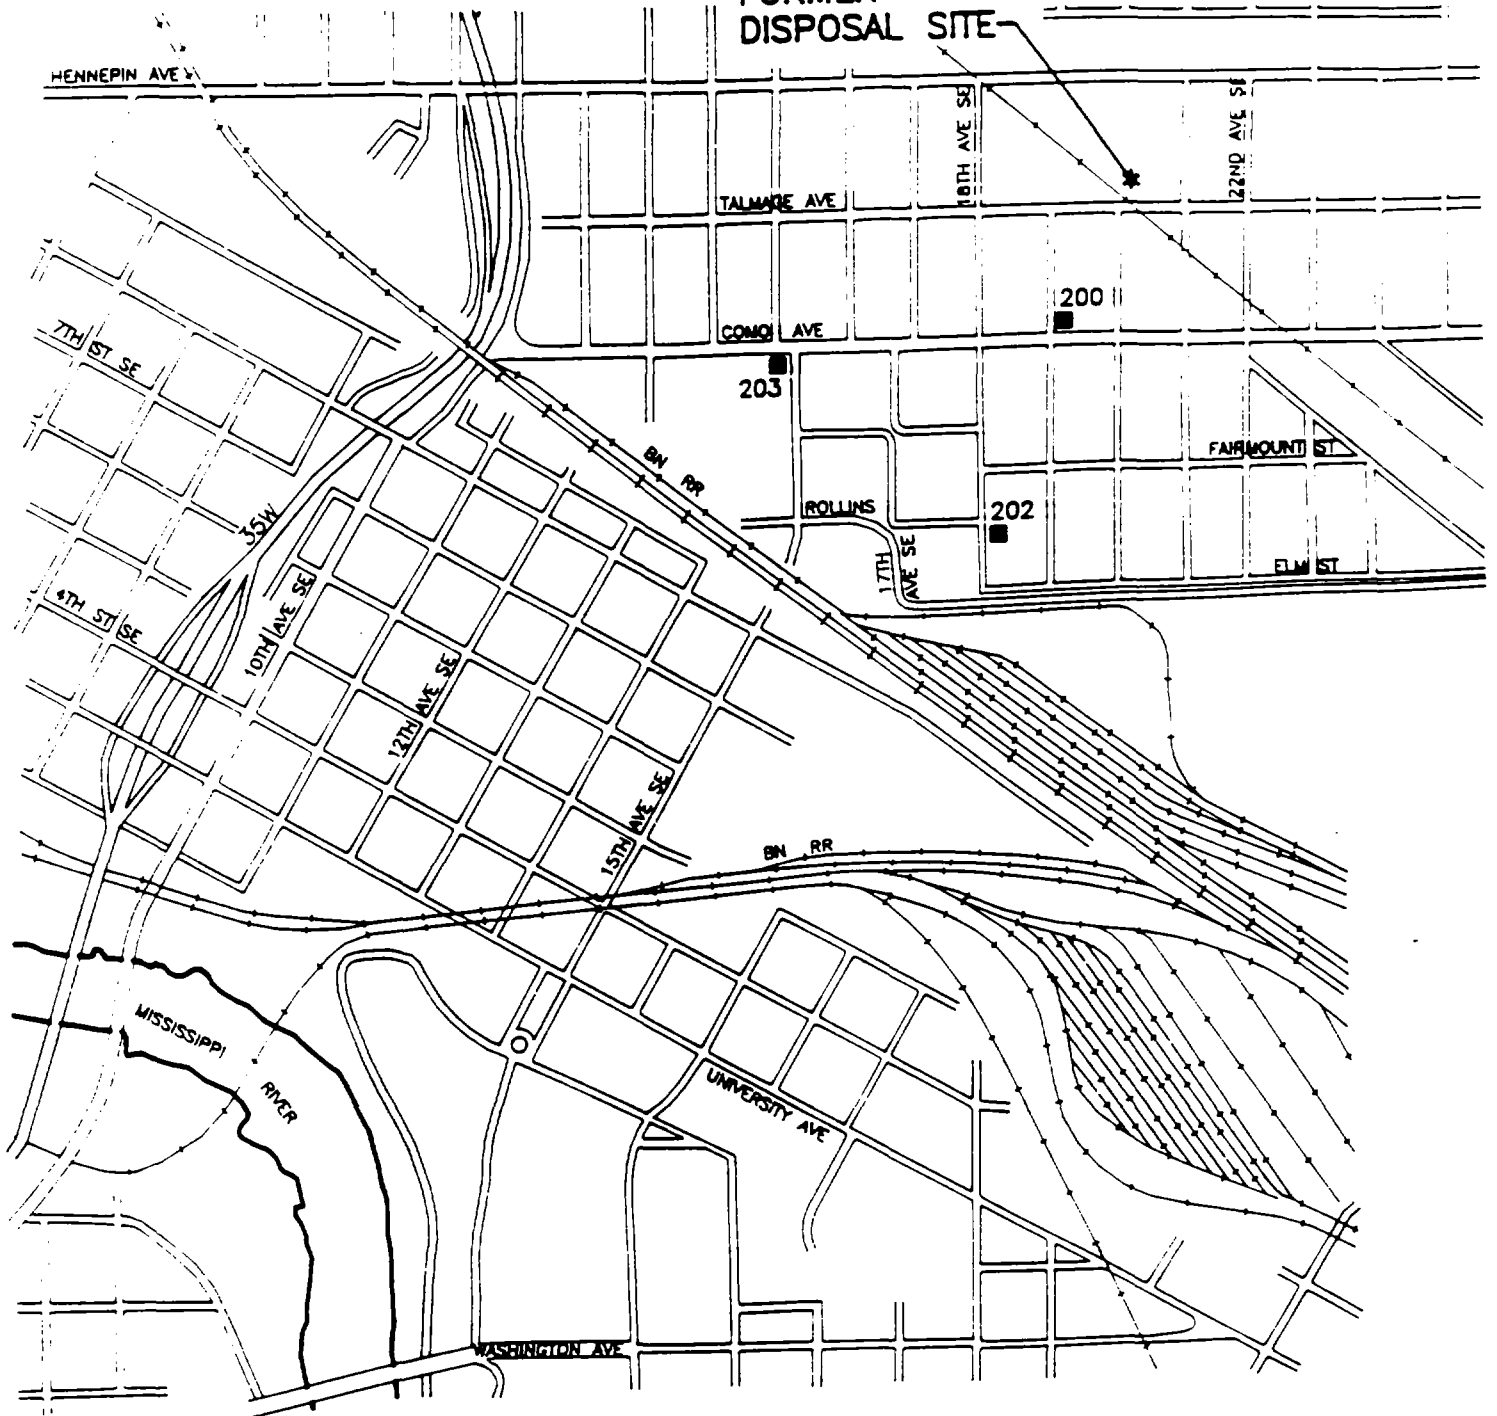 DISPOSAL SITE
HENNEPIN AVE
18TH AVE SE
22ND AVE SE
TALMAGE AVE
200
COMO AVE
7TH ST SE
203
FAIRMOUNT ST
BN RR
ROLLINS
202
35W
17TH
AVE SE
ELM ST
4TH ST SE
10TH AVE SE
12TH AVE SE
15TH AVE SE
BN RR
MISSISSIPPI
RIVER
UNIVERSITY AVE
WASHINGTON AVE